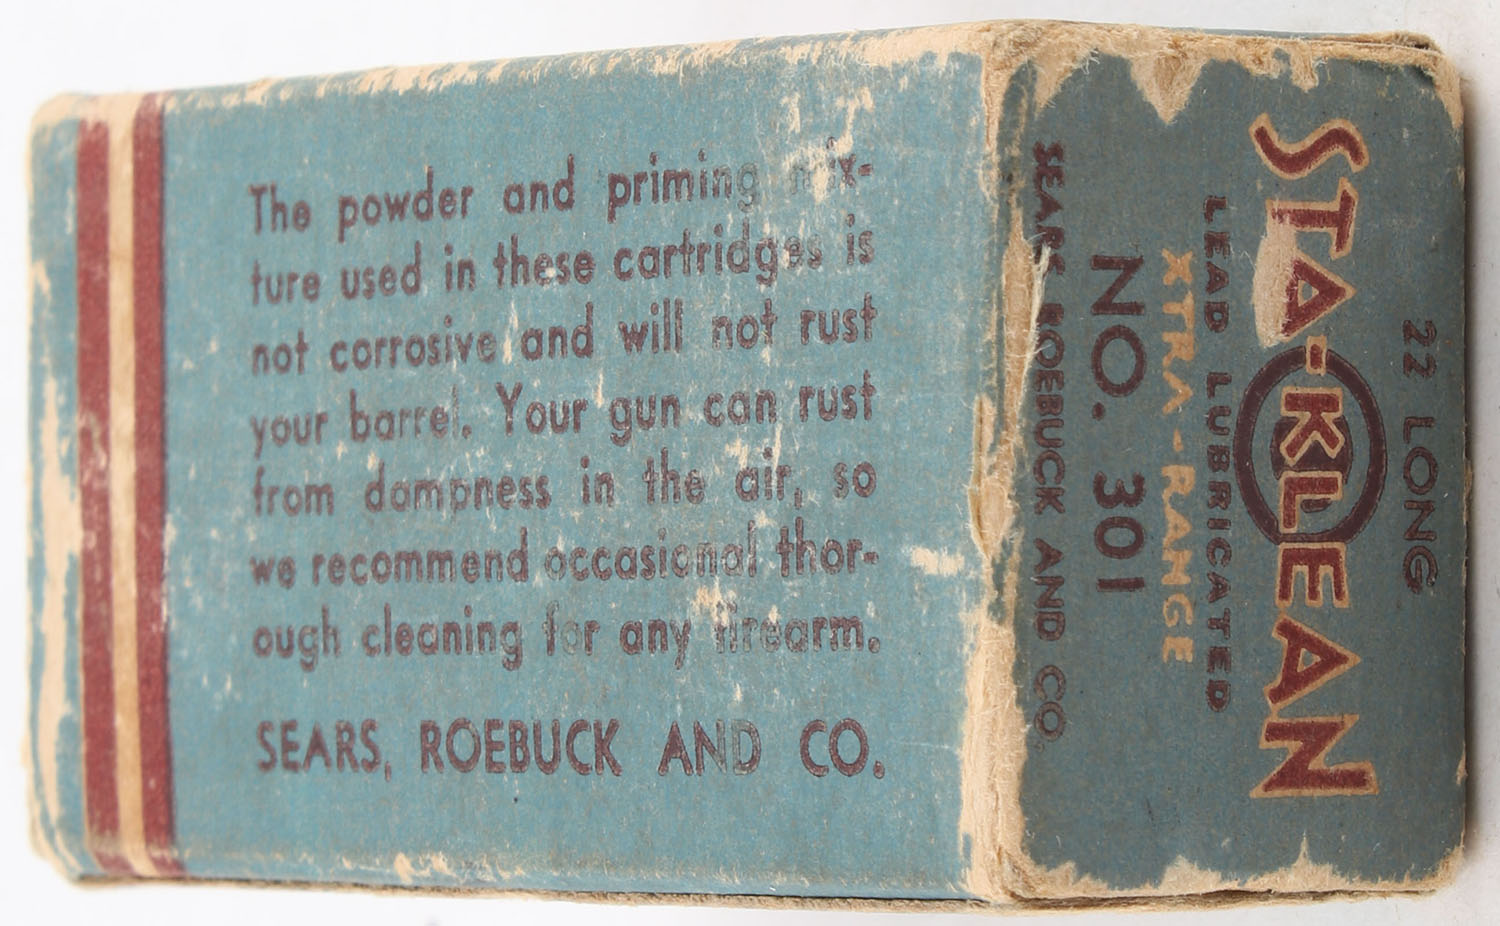 The powder and priming mix-
ture used in these cartridges is
not corrosive and will not rust
your barrel. Your gun can rust
from dampness in the air, so
we recommend occasional thor-
ough cleaning for any firearm.
SEARS, ROEBUCK AND CO.
22 LONG
STA-KLEAN
LEAD LUBRICATED
XTRA-RANGE
NO. 301
SEARS ROEBUCK AND CO.